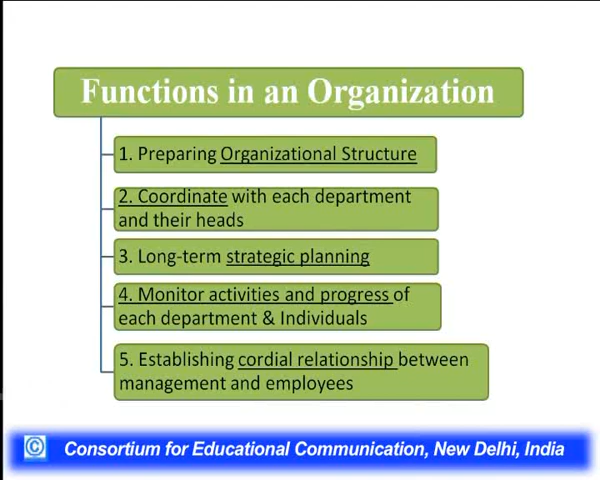 Functions in an Organization
1. Preparing Organizational Structure
2. Coordinate with each department
and their heads
3. Long-term strategic planning
4. Monitor activities and progress of
each department & Individuals
5. Establishing cordial relationship between
management and employees
© Consortium for Educational Communication, New Delhi, India